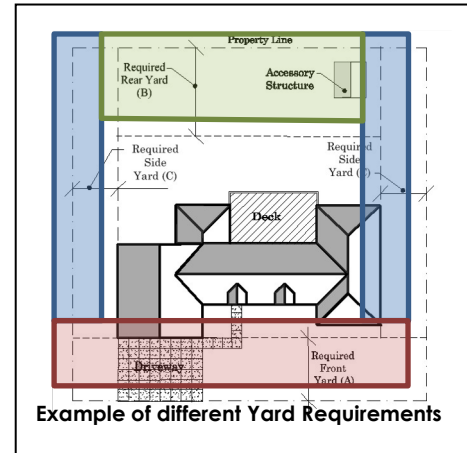 Property Line
Required
Rear Yard
(B)
Accessory
Structure
Required
Side
Yard (C)
Required
Side
Yard (C)
Deck
Driveway
Required
Front
Yard (A)
Example of different Yard Requirements